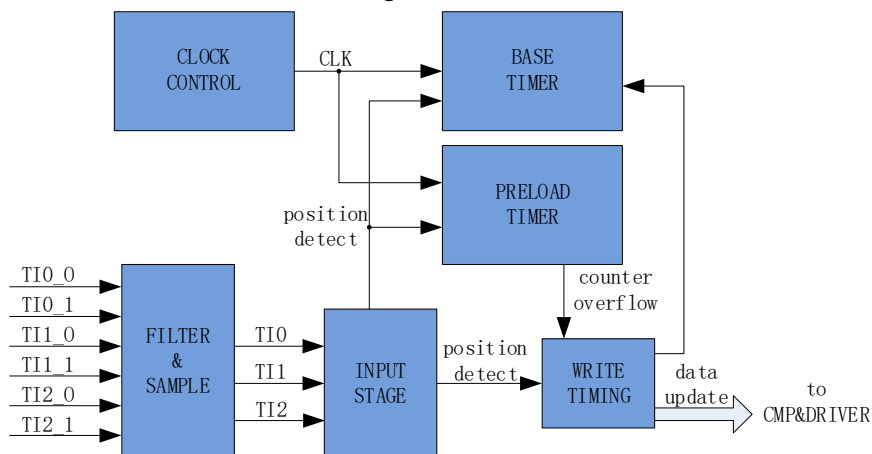 CLOCK
CONTROL
CLK
BASE
TIMER
PRELOAD
TIMER
position
detect
counter
overflow
TI0_0
TI0_1
TI1_0
TI1_1
TI2_0
TI2_1
FILTER
&
SAMPLE
TI0
TI1
TI2
INPUT
STAGE
position
detect
WRITE
TIMING
data
update
to
CMP&DRIVER